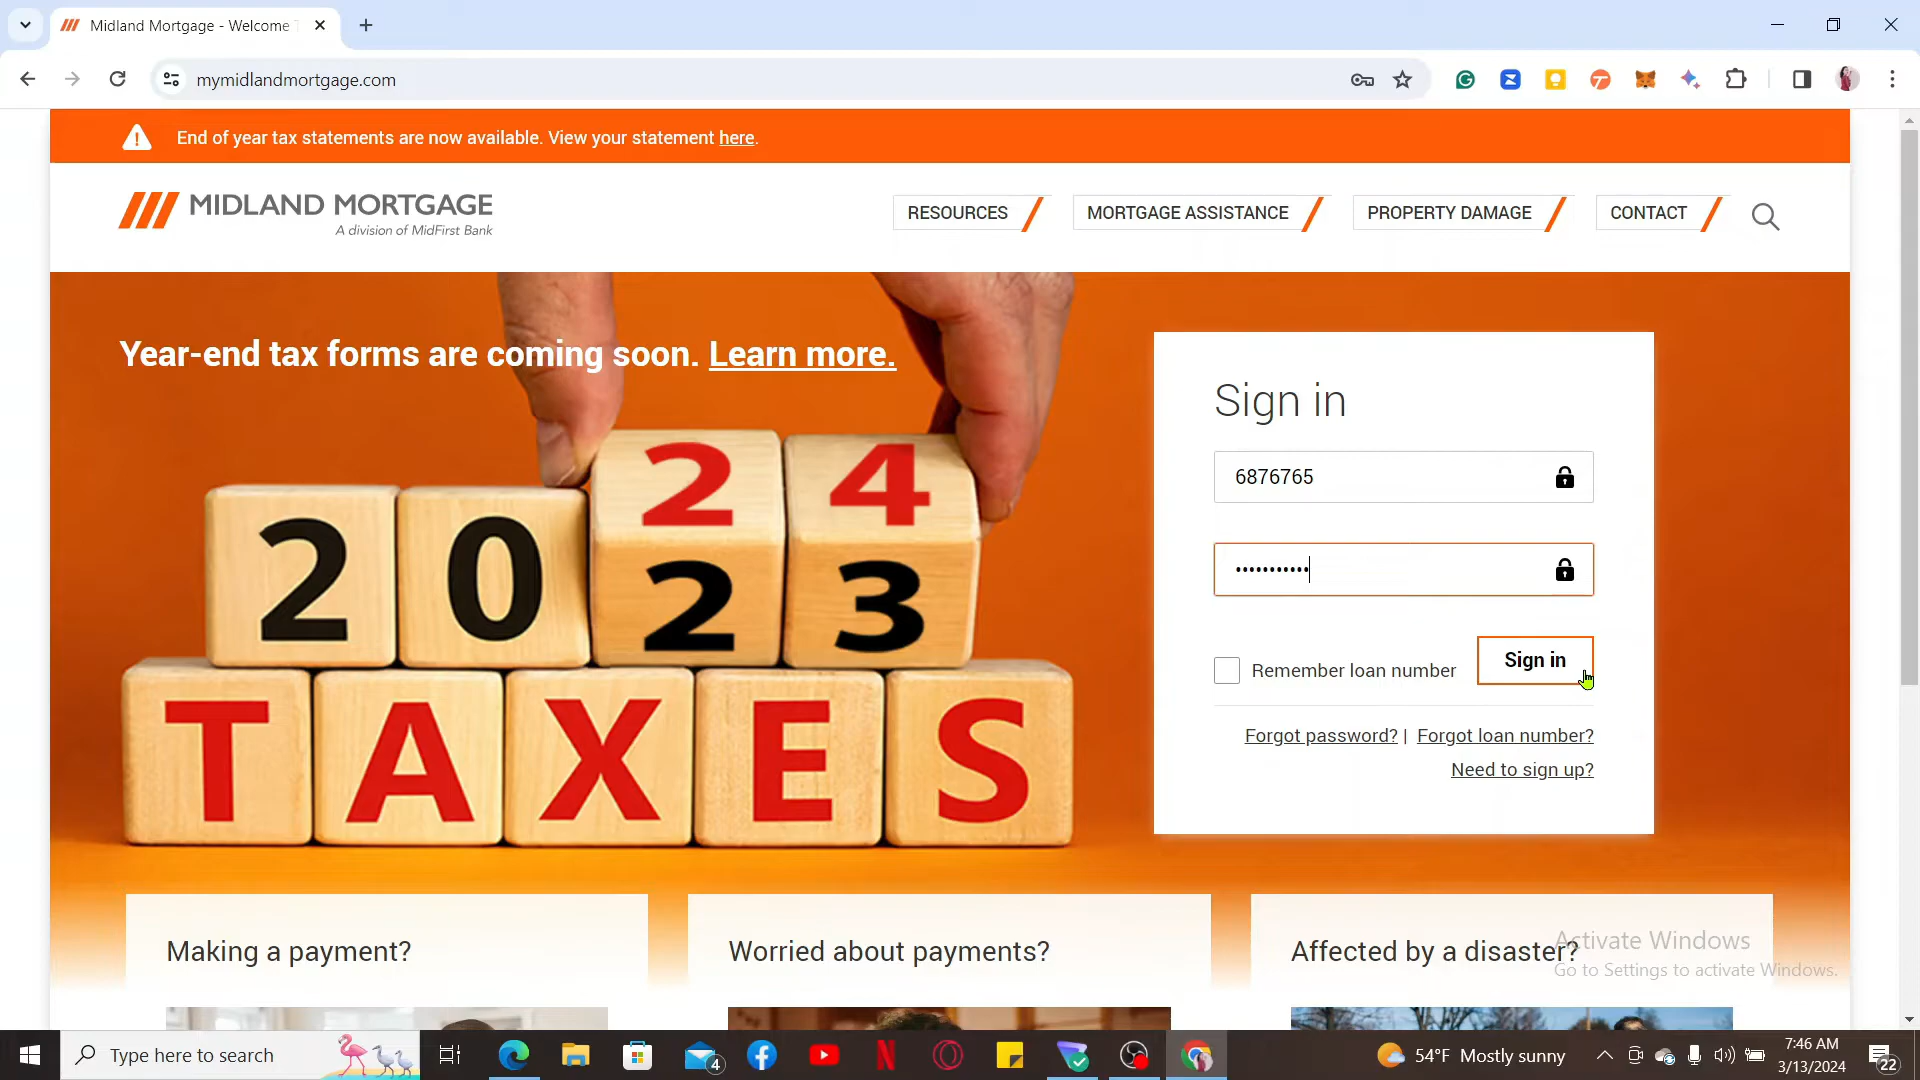 Midland Mortgage - Welcome
mymidlandmortgage.com
End of year tax statements are now available. View your statement here.
MIDLAND MORTGAGE
A division of MidFirst Bank
RESOURCES
MORTGAGE ASSISTANCE
PROPERTY DAMAGE
CONTACT
Year-end tax forms are coming soon. Learn more.
24
2023
TAXES
Sign in
6876765
•••••••••••
Remember loan number
Sign in
Forgot password? | Forgot loan number?
Need to sign up?
Making a payment?
Worried about payments?
Affected by a disaster?
Activate Windows
Go to Settings to activate Windows.
Type here to search
4
54°F Mostly sunny
7:46 AM
3/13/2024
22